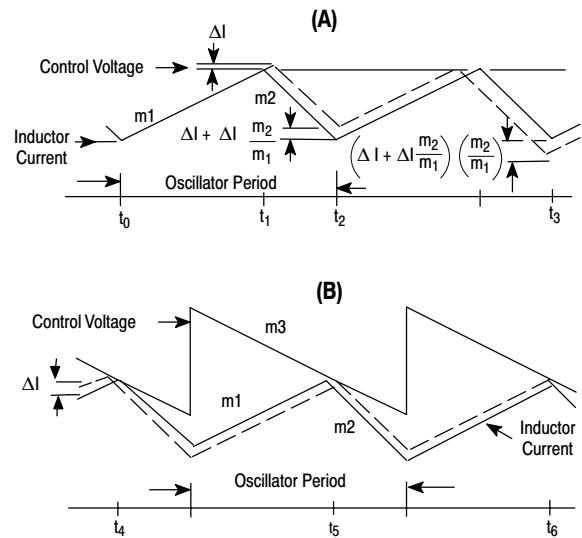 (A)
ΔI
Control Voltage
m1
m2
Inductor
Current
ΔI + ΔI m2/m1
(ΔI + ΔI m2/m1) (m2/m1)
Oscillator Period
t0
t1
t2
t3
(B)
Control Voltage
m3
ΔI
m1
m2
Inductor
Current
Oscillator Period
t4
t5
t6